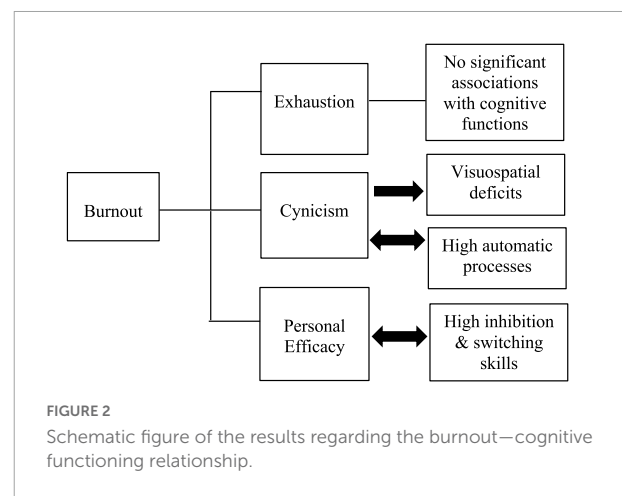 No significant
associations
with cognitive
functions
Exhaustion
Visuospatial
deficits
Burnout
Cynicism
High automatic
processes
Personal
Efficacy
High inhibition
& switching
skills
FIGURE 2
Schematic figure of the results regarding the burnout—cognitive
functioning relationship.